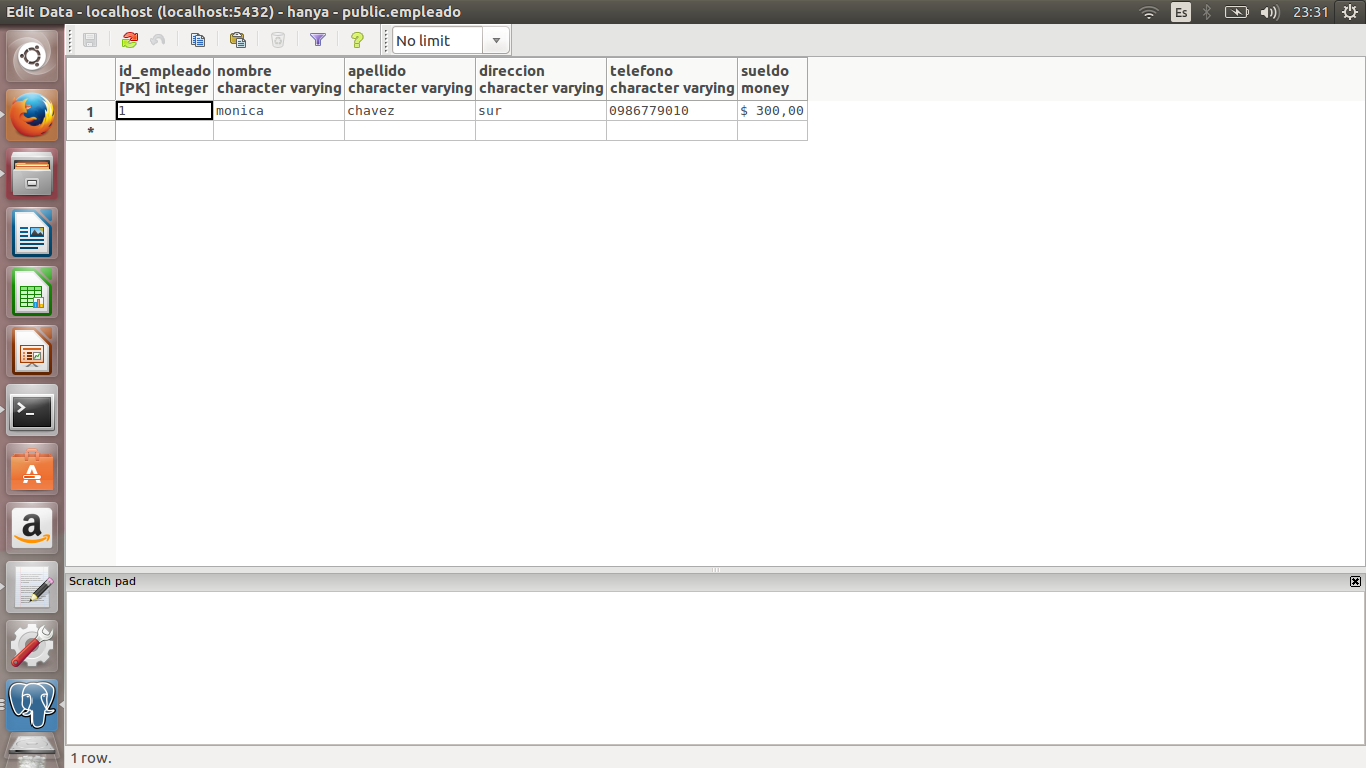 Edit Data - localhost (localhost:5432) - hanya - public.empleado
Es
23:31
No limit
id_empleado nombre apellido direccion telefono sueldo
[PK] integer character varying character varying character varying character varying money
1 1 monica chavez sur 0986779010 $ 300,00
*
Scratch pad
1 row.